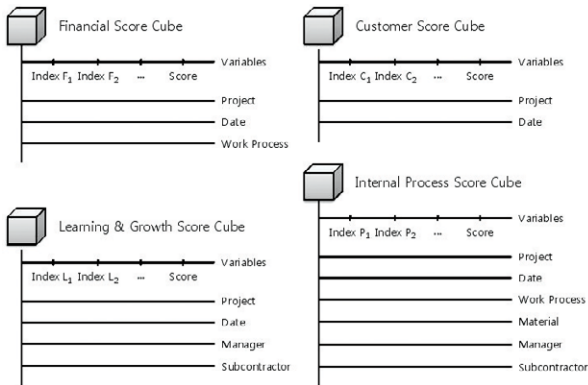 Financial Score Cube
Variables
Index F₁ Index F₂ ... Score
Project
Date
Work Process
Customer Score Cube
Variables
Index C₁ Index C₂ ... Score
Project
Date
Learning & Growth Score Cube
Variables
Index L₁ Index L₂ ... Score
Project
Date
Manager
Subcontractor
Internal Process Score Cube
Variables
Index P₁ Index P₂ ... Score
Project
Date
Work Process
Material
Manager
Subcontractor